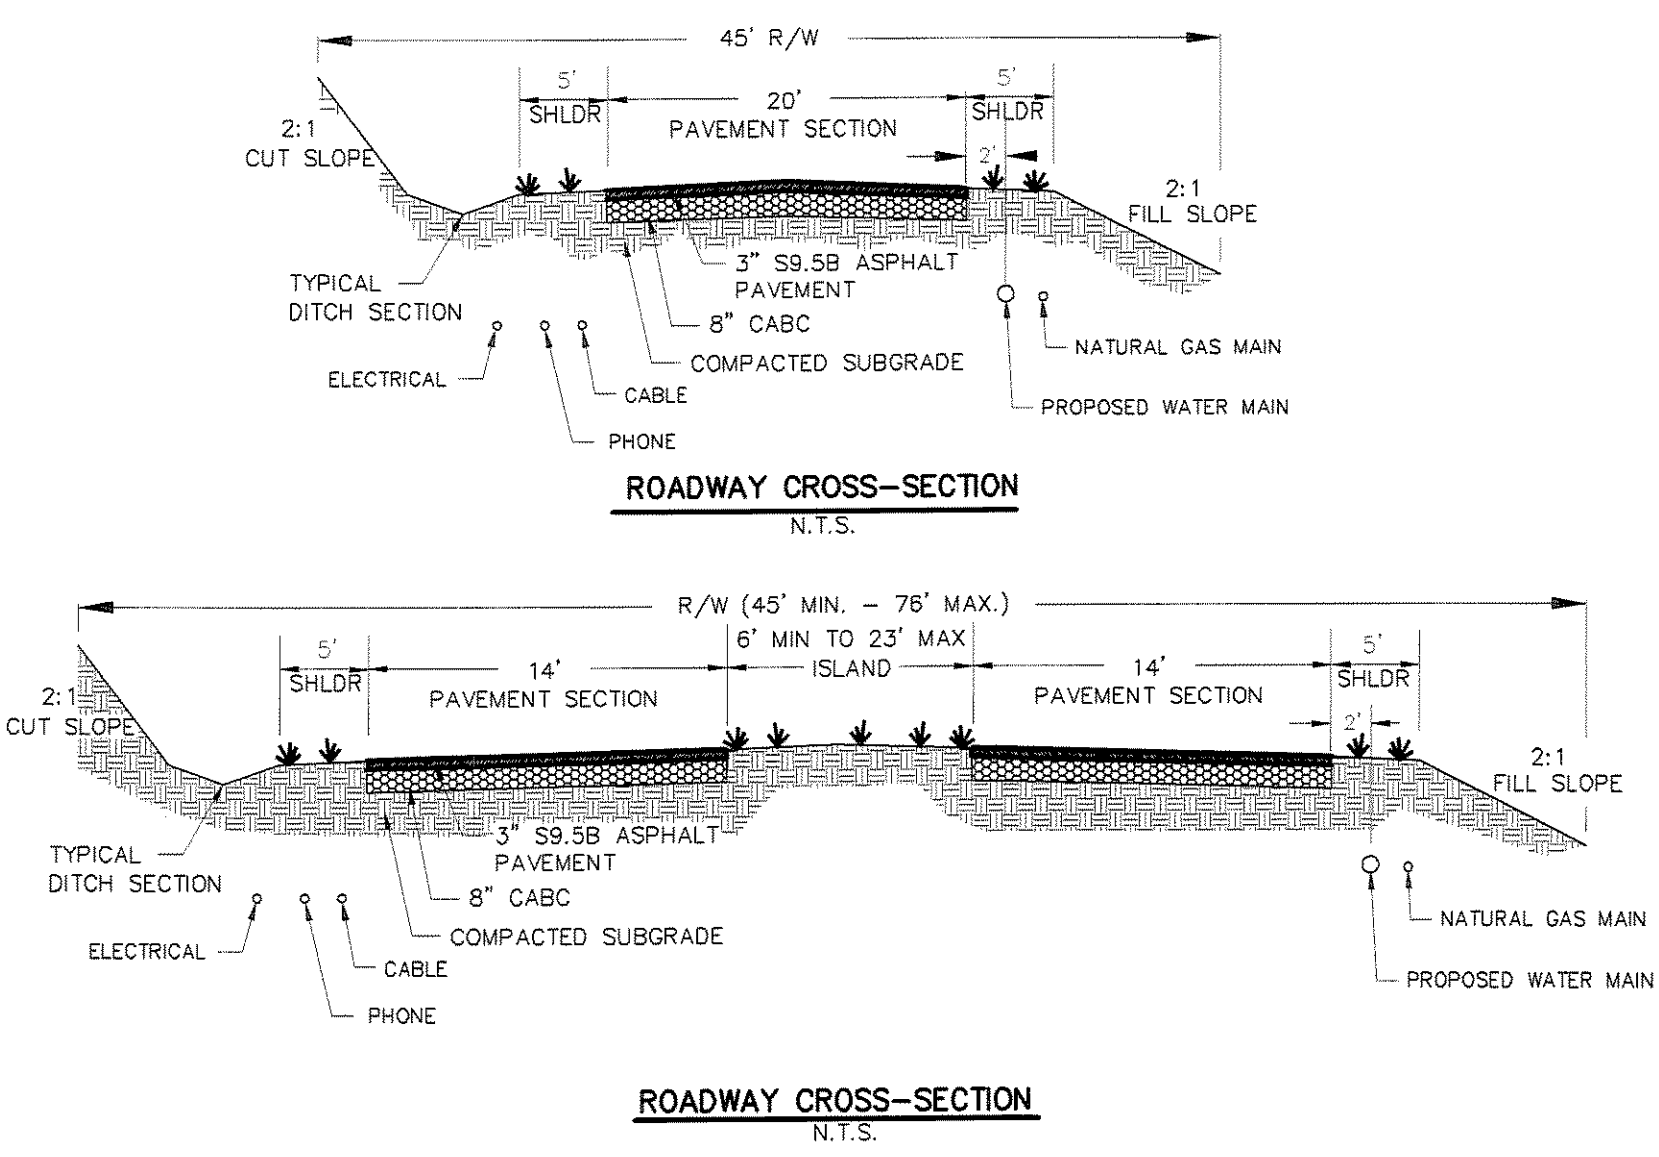 45' R/W
5'
SHLDR
20'
PAVEMENT SECTION
5'
SHLDR
2'
2:1
CUT SLOPE
2:1
FILL SLOPE
TYPICAL
DITCH SECTION
3" S9.5B ASPHALT
PAVEMENT
8" CABC
COMPACTED SUBGRADE
NATURAL GAS MAIN
ELECTRICAL
CABLE
PROPOSED WATER MAIN
PHONE
ROADWAY CROSS-SECTION
N.T.S.
R/W (45' MIN. - 76' MAX.)
6' MIN TO 23' MAX
ISLAND
5'
SHLDR
14'
PAVEMENT SECTION
14'
PAVEMENT SECTION
5'
SHLDR
2'
2:1
CUT SLOPE
2:1
FILL SLOPE
TYPICAL
DITCH SECTION
3" S9.5B ASPHALT
PAVEMENT
8" CABC
COMPACTED SUBGRADE
NATURAL GAS MAIN
ELECTRICAL
CABLE
PROPOSED WATER MAIN
PHONE
ROADWAY CROSS-SECTION
N.T.S.